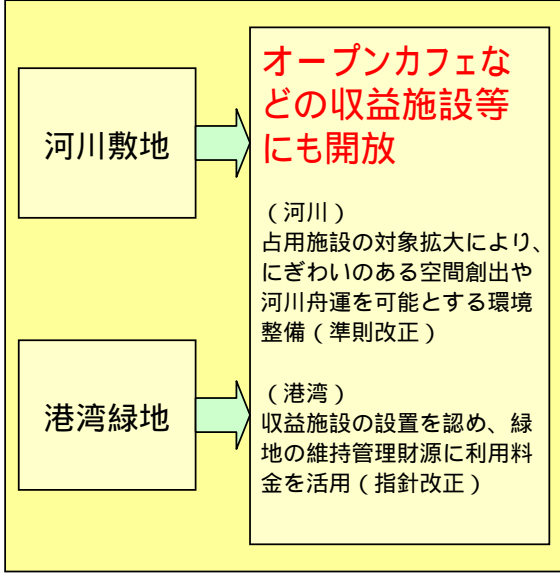 河川敷地
港湾緑地
オープンカフェな
どの収益施設等
にも開放
（河川）
占用施設の対象拡大により、
にぎわいのある空間創出や
河川舟運を可能とする環境
整備（準則改正）
（港湾）
収益施設の設置を認め、緑
地の維持管理財源に利用料
金を活用（指針改正）